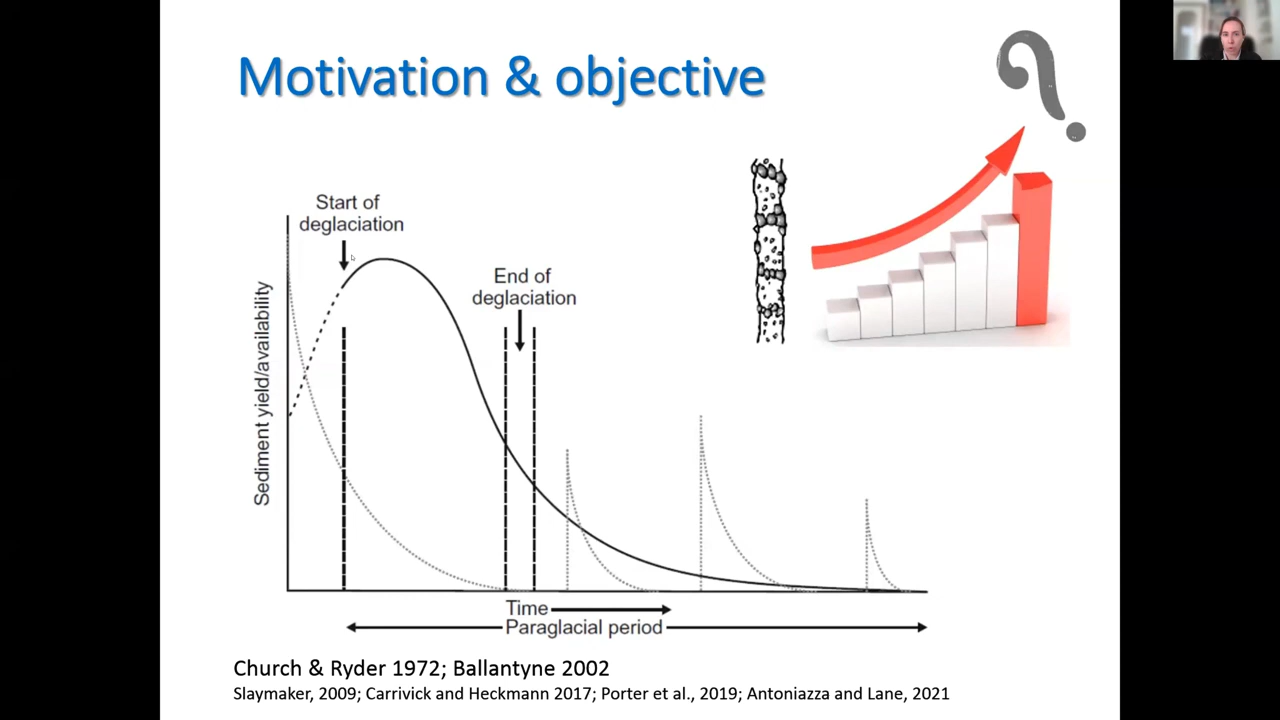 Motivation & objective
?
Start of
deglaciation
End of
deglaciation
Sediment yield/availability
Time
Paraglacial period
Church & Ryder 1972; Ballantyne 2002
Slaymaker, 2009; Carrivick and Heckmann 2017; Porter et al., 2019; Antoniazza and Lane, 2021